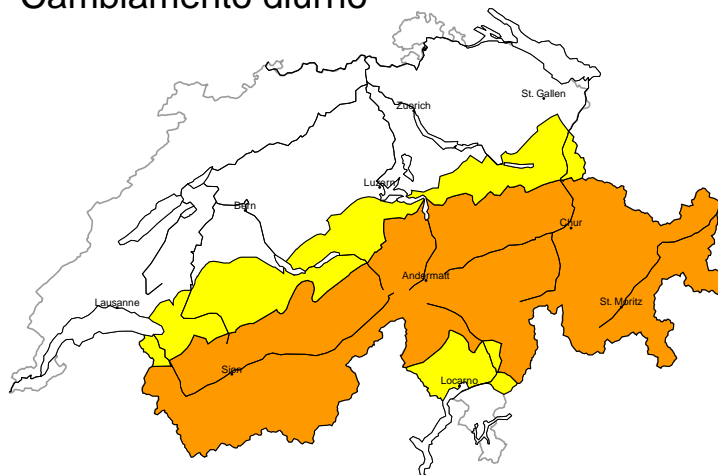 Cambiamento diurno
St. Gallen
Zuerich
Luzern
Bern
Chur
Andermatt
Lausanne
St. Moritz
Sion
Locarno